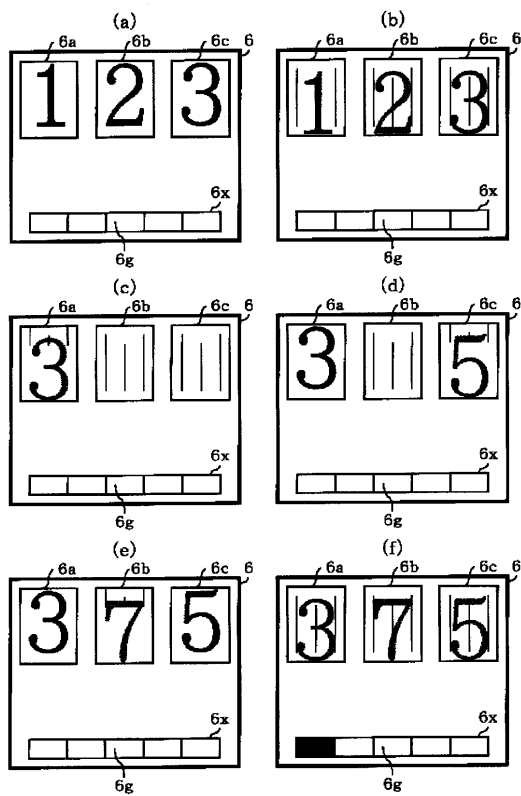 (a) (b)
6a 6b 6c 6 6a 6b 6c 6
1 2 3 1 2 3
6x 6x
6g 6g
(c) (d)
6a 6b 6c 6 6a 6b 6c 6
3 3 5
6x 6x
6g 6g
(e) (f)
6a 6b 6c 6 6a 6b 6c 6
3 7 5 3 7 5
6x 6x
6g 6g